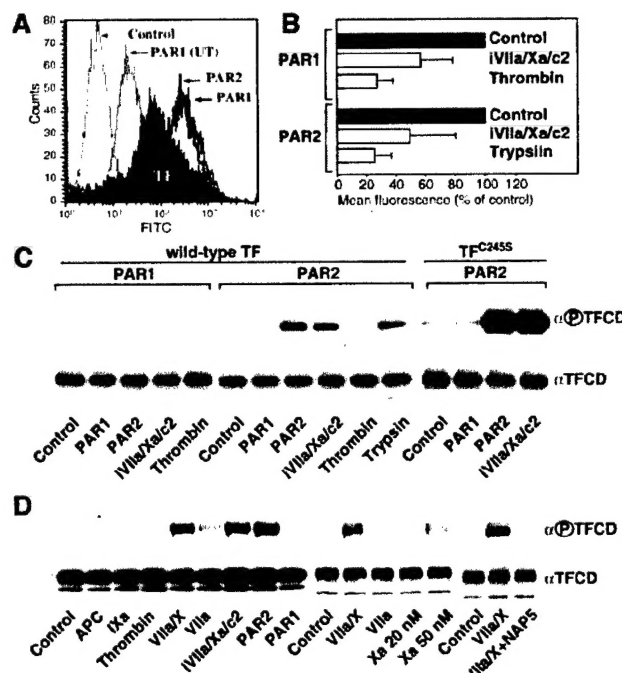 A
Control
PAR1 (UT)
PAR2
PAR1
TF
Counts
80
70
60
50
40
30
20
10
0
FITC
B
PAR1
Control
iVIIa/Xa/c2
Thrombin
PAR2
Control
iVIIa/Xa/c2
Trypsiin
0 20 40 60 80 100 120
Mean fluorescence (% of control)
C
wild-type TF
TF^C245S
PAR1 PAR2 PAR2
αⓅTFCD
αTFCD
Control PAR1 PAR2 iVIIa/Xa/c2 Thrombin Control PAR1 PAR2 iVIIa/Xa/c2 Thrombin Trypsin Control PAR1 PAR2 iVIIa/Xa/c2
D
αⓅTFCD
αTFCD
Control APC IXa Thrombin VIIa/X VIIa iVIIa/Xa/c2 PAR2 PAR1 Control VIIa/X VIIa Xa 20 nM Xa 50 nM Control VIIa/X VIIa/X+NAP5